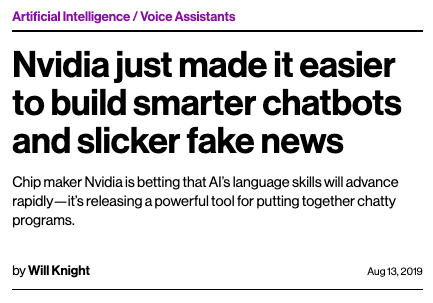 Artificial Intelligence / Voice Assistants
Nvidia just made it easier
to build smarter chatbots
and slicker fake news
Chip maker Nvidia is betting that AI's language skills will advance
rapidly—it's releasing a powerful tool for putting together chatty
programs.
by Will Knight
Aug 13, 2019